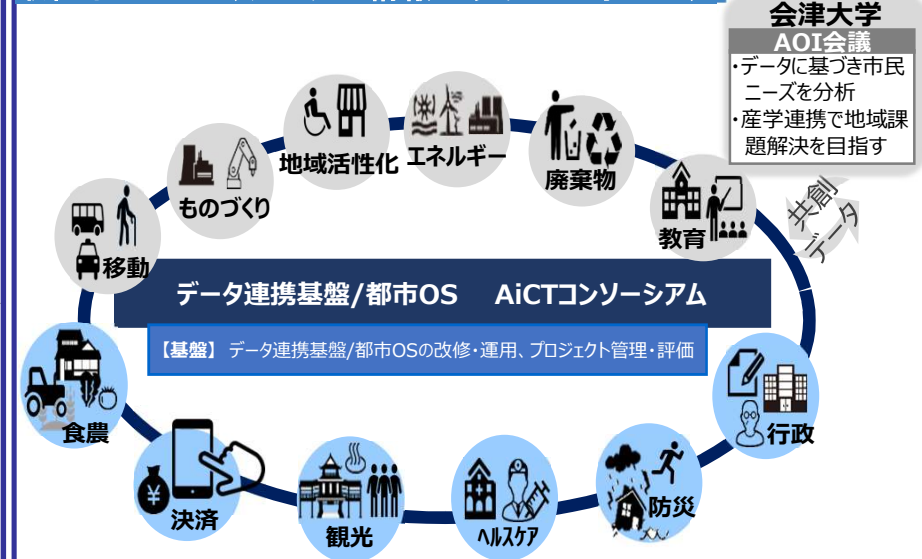 会津大学
AOI会議
・データに基づき市民
ニーズを分析
・産学連携で地域課
題解決を目指す
共創
データ
地域活性化
エネルギー
廃棄物
ものづくり
教育
移動
データ連携基盤/都市OS AiCTコンソーシアム
【基盤】 データ連携基盤/都市OSの改修・運用、プロジェクト管理・評価
食農
行政
¥
決済
観光
ヘルスケア
防災